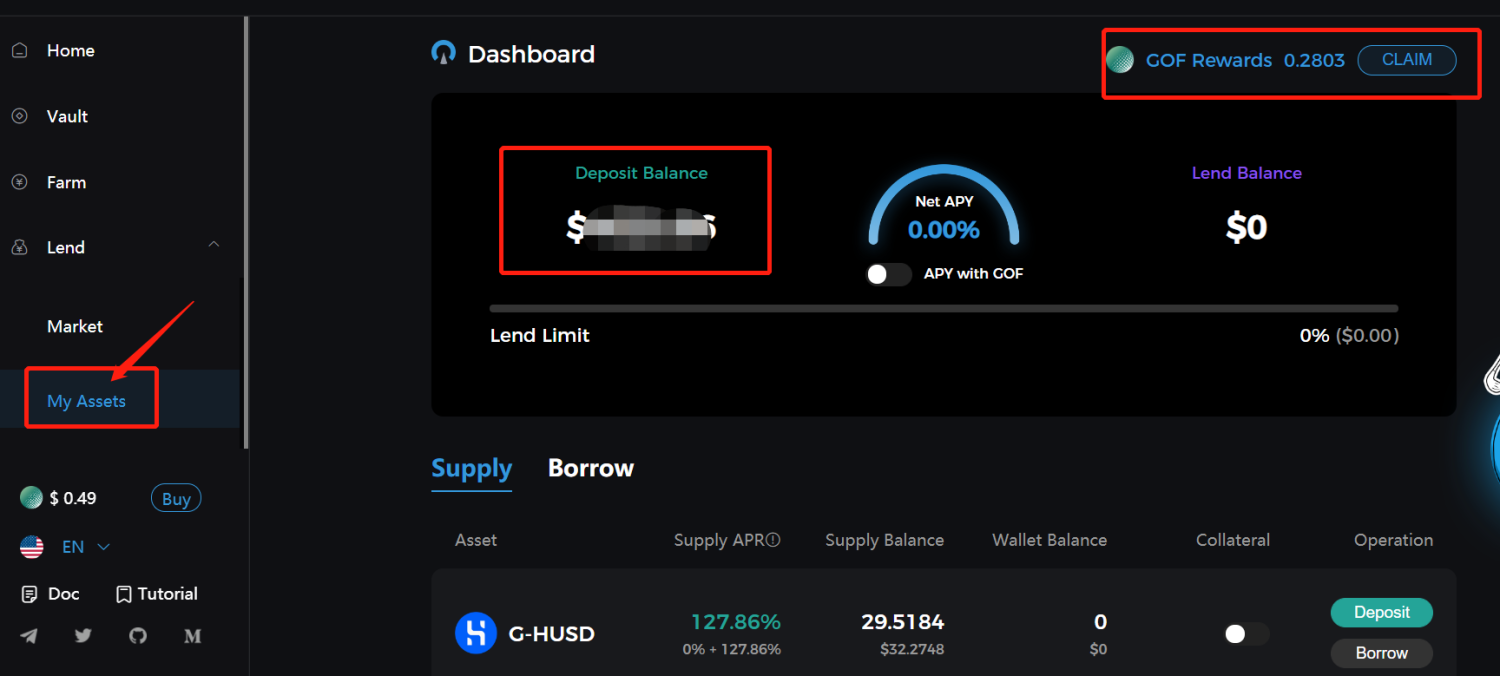 Home
Vault
Farm
Lend
Market
My Assets
$ 0.49 Buy
EN
Doc Tutorial
Dashboard
GOF Rewards 0.2803 CLAIM
Deposit Balance
$
Net APY
0.00%
APY with GOF
Lend Balance
$0
Lend Limit 0% ($0.00)
Supply Borrow
Asset Supply APR Supply Balance Wallet Balance Collateral Operation
G-HUSD 127.86% 29.5184 0 Deposit
0% + 127.86% $32.2748 $0 Borrow